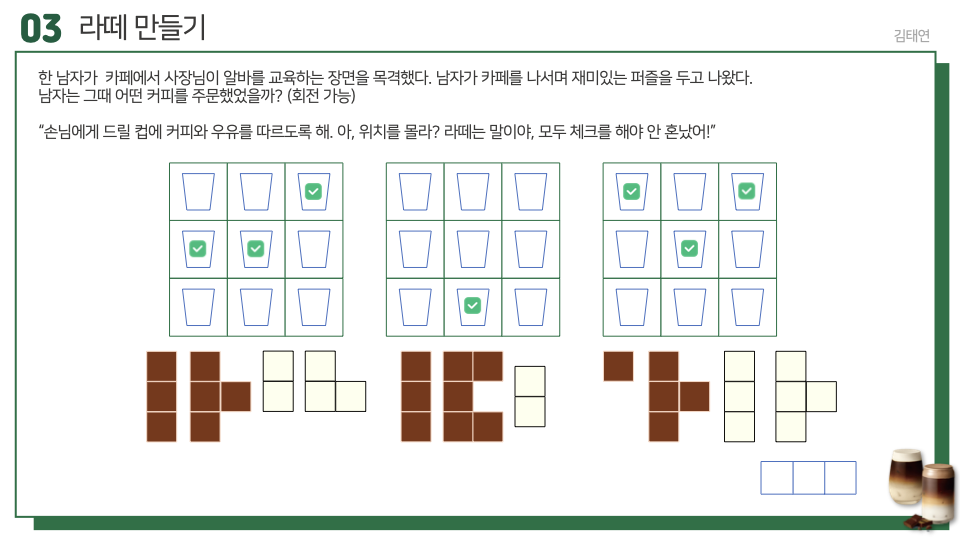 03 라떼 만들기
김태연
한 남자가 카페에서 사장님이 알바를 교육하는 장면을 목격했다. 남자가 카페를 나서며 재미있는 퍼즐을 두고 나왔다.
남자는 그때 어떤 커피를 주문했었을까? (회전 가능)
“손님에게 드릴 컵에 커피와 우유를 따르도록 해. 아, 위치를 몰라? 라떼는 말이야, 모두 체크를 해야 안 혼났어!”